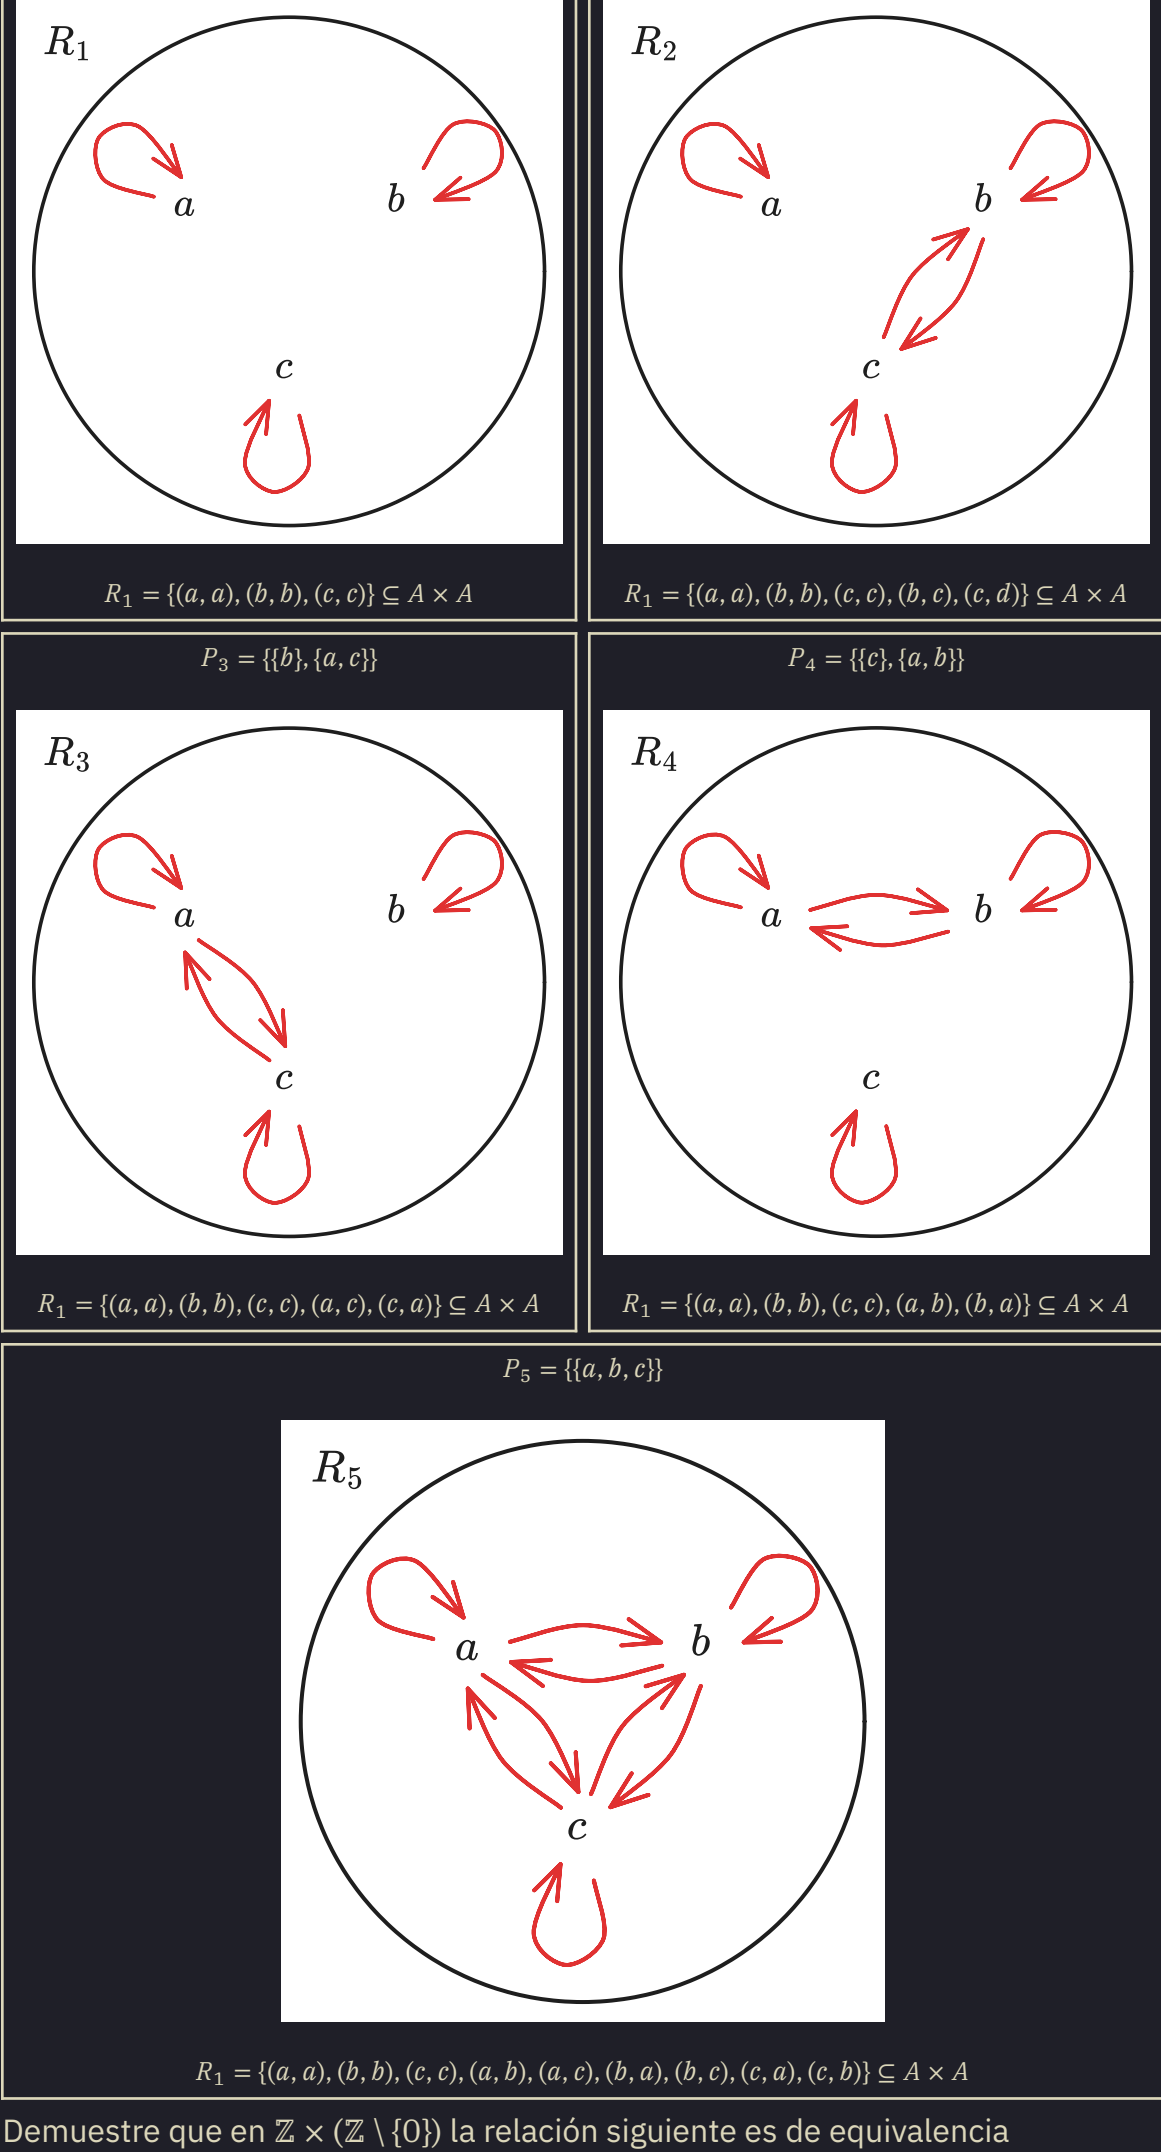 R₁ R₂
a b a b
c c
R₁ = {(a, a), (b, b), (c, c)} ⊆ A × A R₁ = {(a, a), (b, b), (c, c), (b, c), (c, d)} ⊆ A × A
P₃ = {{b}, {a, c}} P₄ = {{c}, {a, b}}
R₃ R₄
a b a b
c c
R₁ = {(a, a), (b, b), (c, c), (a, c), (c, a)} ⊆ A × A R₁ = {(a, a), (b, b), (c, c), (a, b), (b, a)} ⊆ A × A
P₅ = {{a, b, c}}
R₅
a b
c
R₁ = {(a, a), (b, b), (c, c), (a, b), (a, c), (b, a), (b, c), (c, a), (c, b)} ⊆ A × A
Demuestre que en ℤ × (ℤ \ {0}) la relación siguiente es de equivalencia